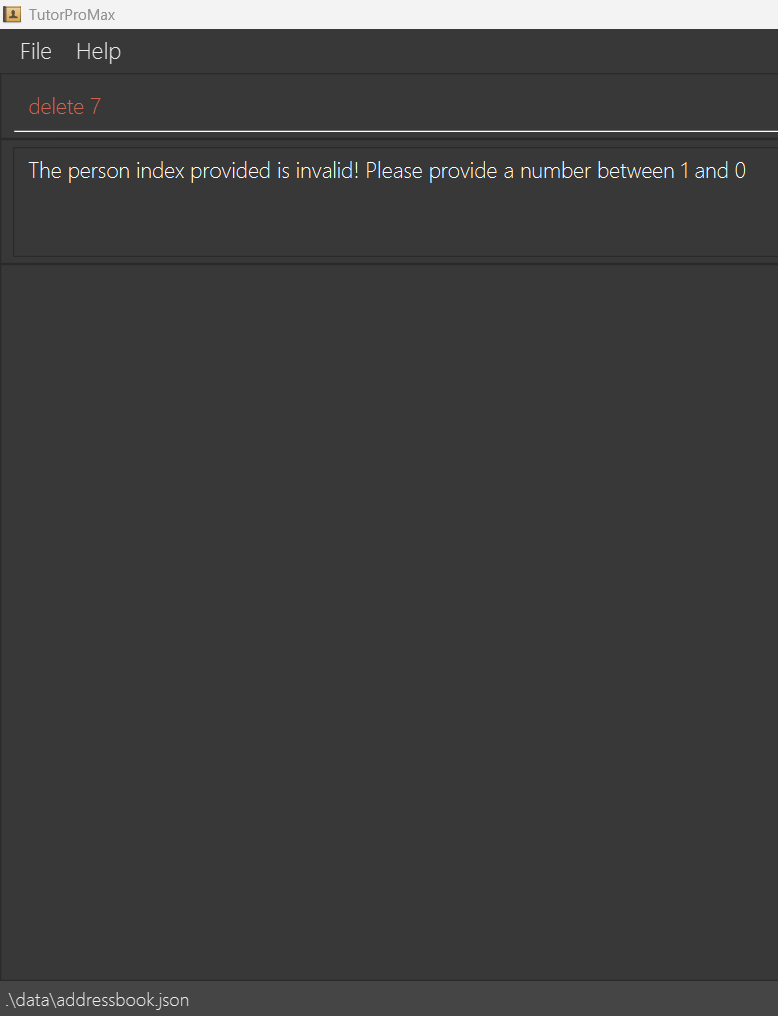 TutorProMax
File Help
delete 7
The person index provided is invalid! Please provide a number between 1 and 0
.\data\addressbook.json